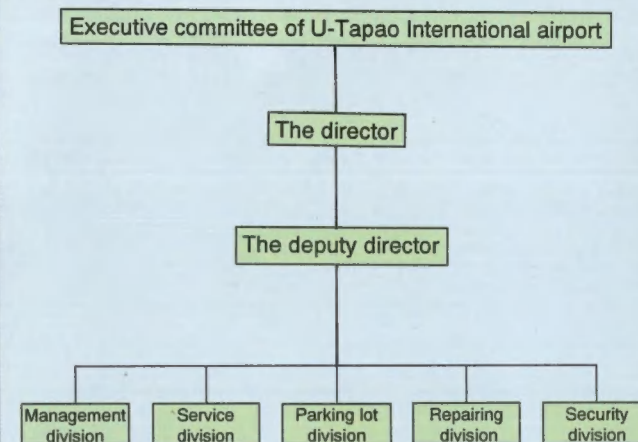 Executive committee of U-Tapao International airport
The director
The deputy director
Management
division
Service
division
Parking lot
division
Repairing
division
Security
division